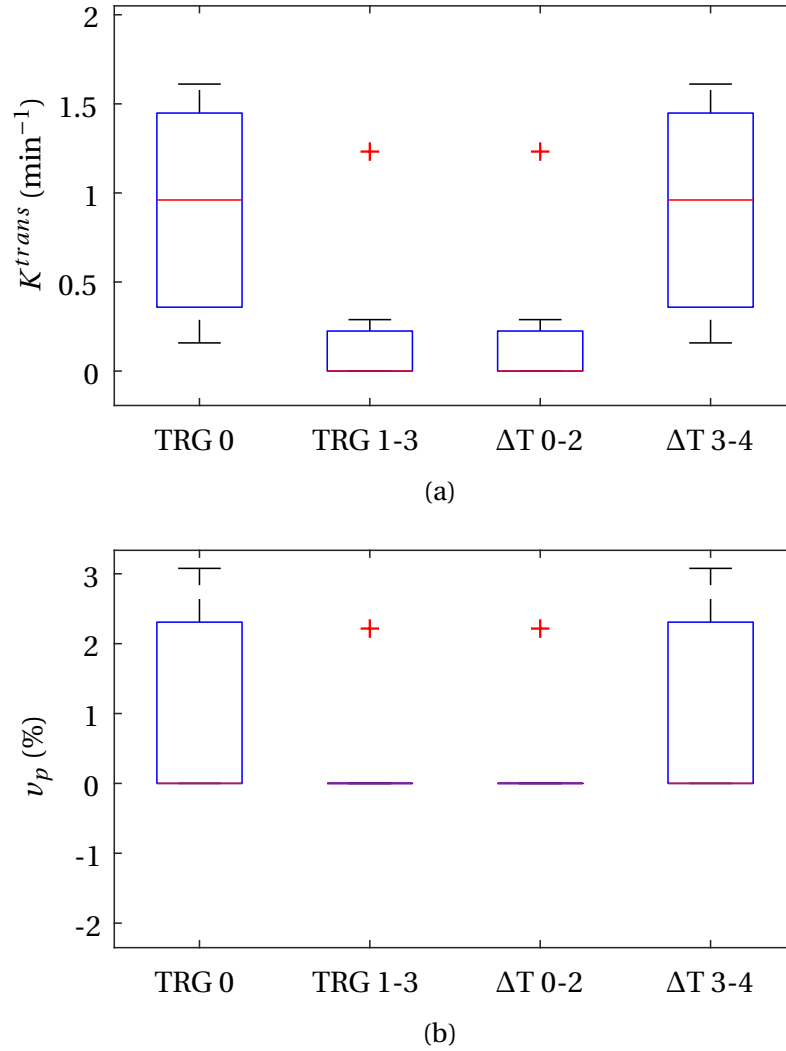 2
1.5
1
0.5
0
K^{trans} (min^{−1})
TRG 0 TRG 1-3 ΔT 0-2 ΔT 3-4
(a)
3
2
1
0
-1
-2
v_p (%)
TRG 0 TRG 1-3 ΔT 0-2 ΔT 3-4
(b)